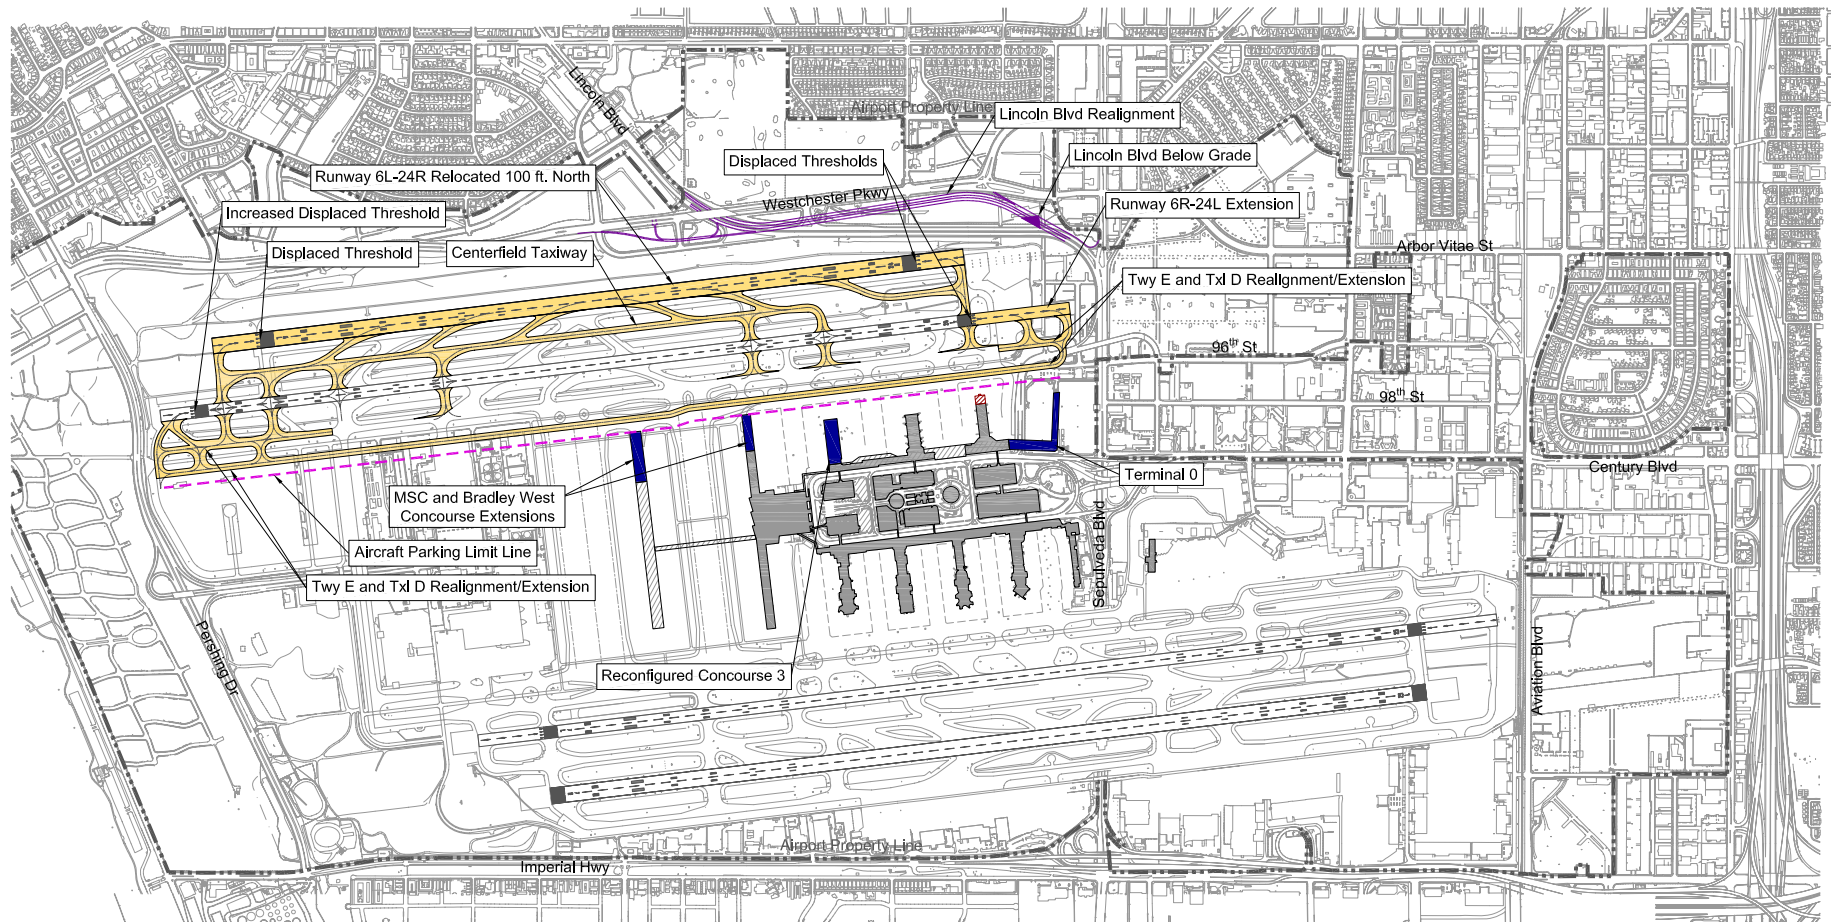 Lincoln Blvd
Airport Property Line
Lincoln Blvd Realignment
Displaced Thresholds
Lincoln Blvd Below Grade
Runway 6L-24R Relocated 100 ft. North
Westchester Pkwy
Runway 6R-24L Extension
Increased Displaced Threshold
Displaced Threshold
Centerfield Taxiway
Arbor Vitae St
Twy E and Txl D Realignment/Extension
96th St
98th St
Century Blvd
Terminal 0
MSC and Bradley West
Concourse Extensions
Sepulveda Blvd
Aircraft Parking Limit Line
Twy E and Txl D Realignment/Extension
Pershing Dr
Reconfigured Concourse 3
Aviation Blvd
Airport Property Line
Imperial Hwy